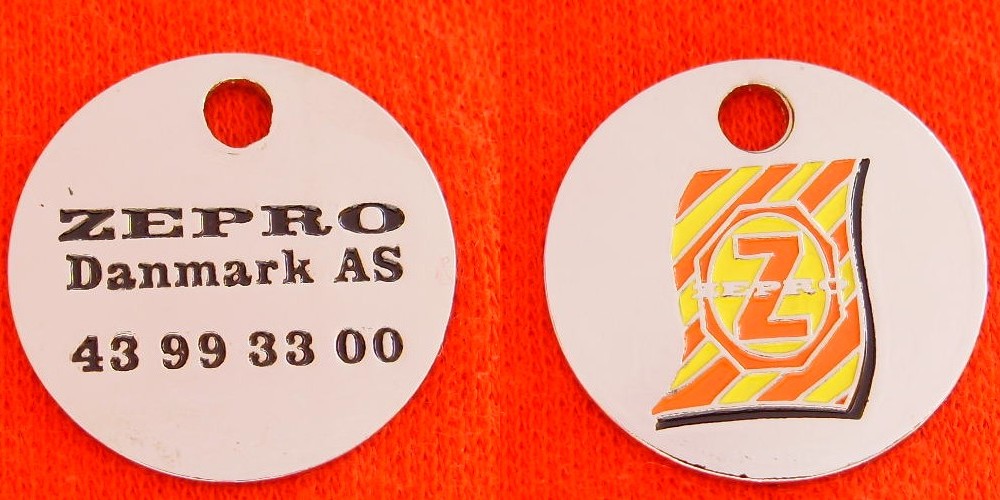 ZEPRO
Danmark AS
43 99 33 00
Z
ZEPRO